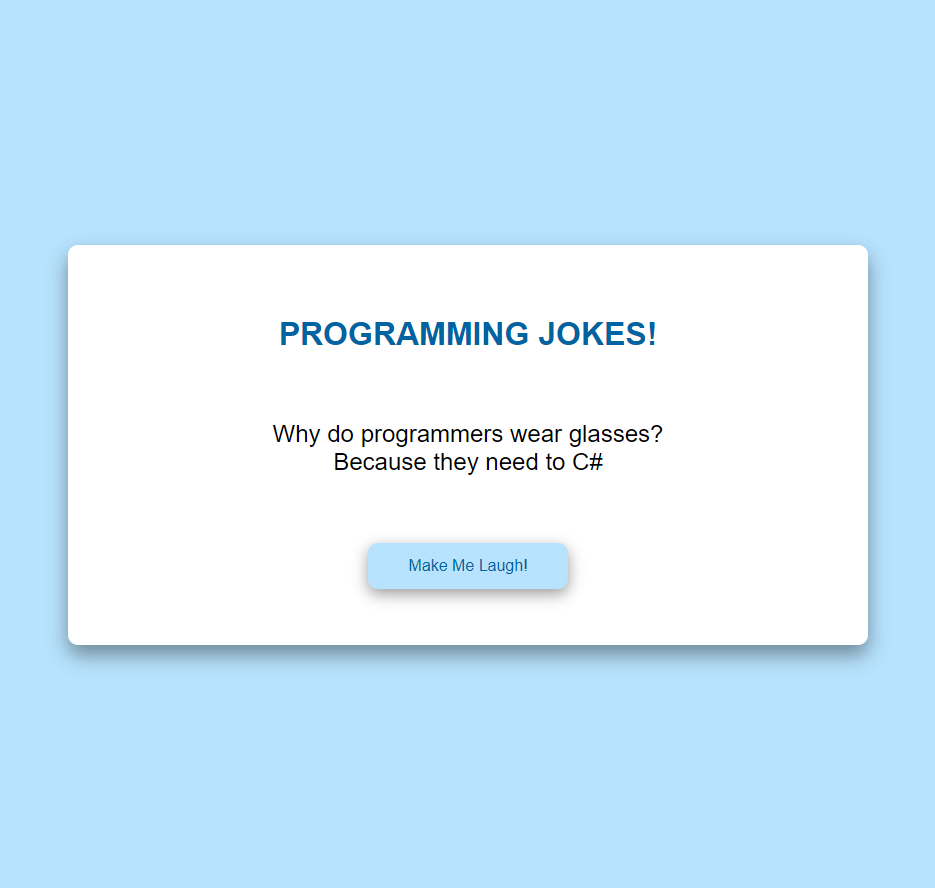 PROGRAMMING JOKES!
Why do programmers wear glasses?
Because they need to C#
Make Me Laugh!